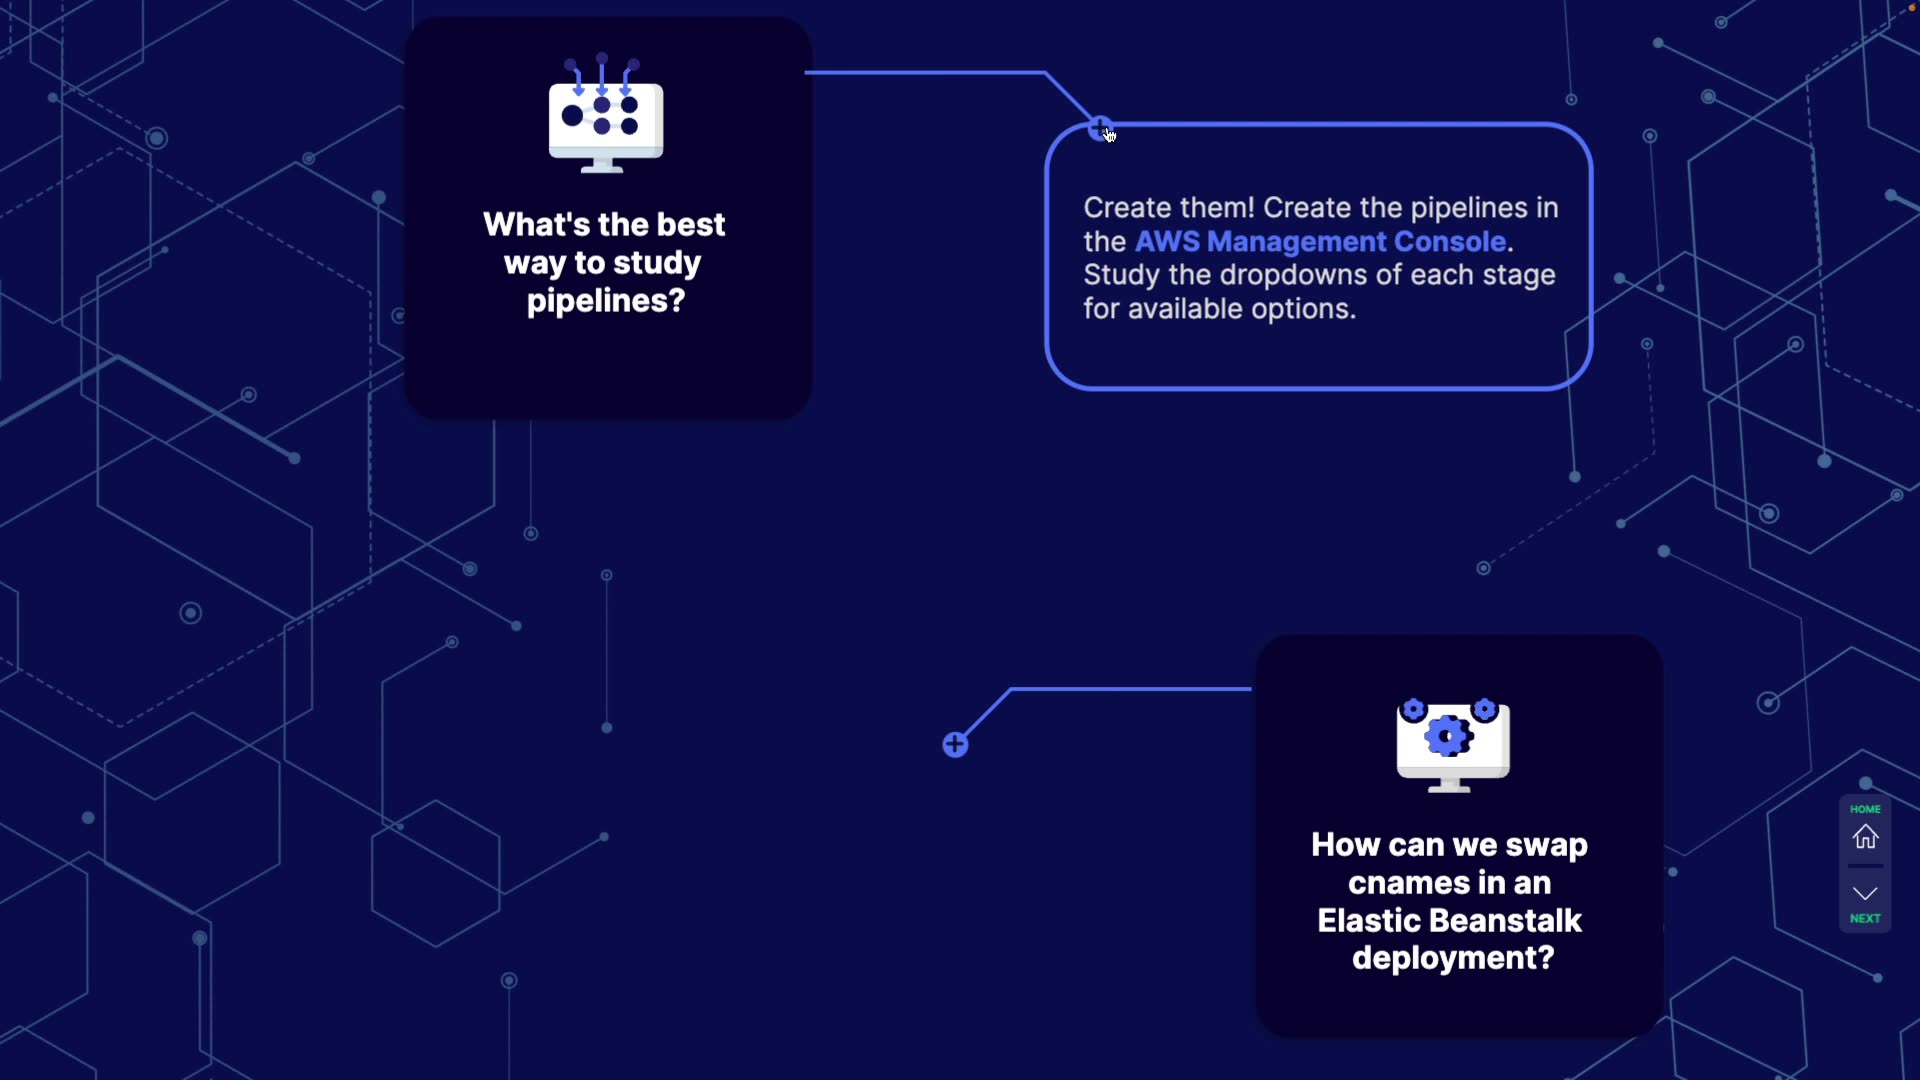 What's the best
way to study
pipelines?
Create them! Create the pipelines in
the AWS Management Console.
Study the dropdowns of each stage
for available options.
How can we swap
cnames in an
Elastic Beanstalk
deployment?
HOME
NEXT